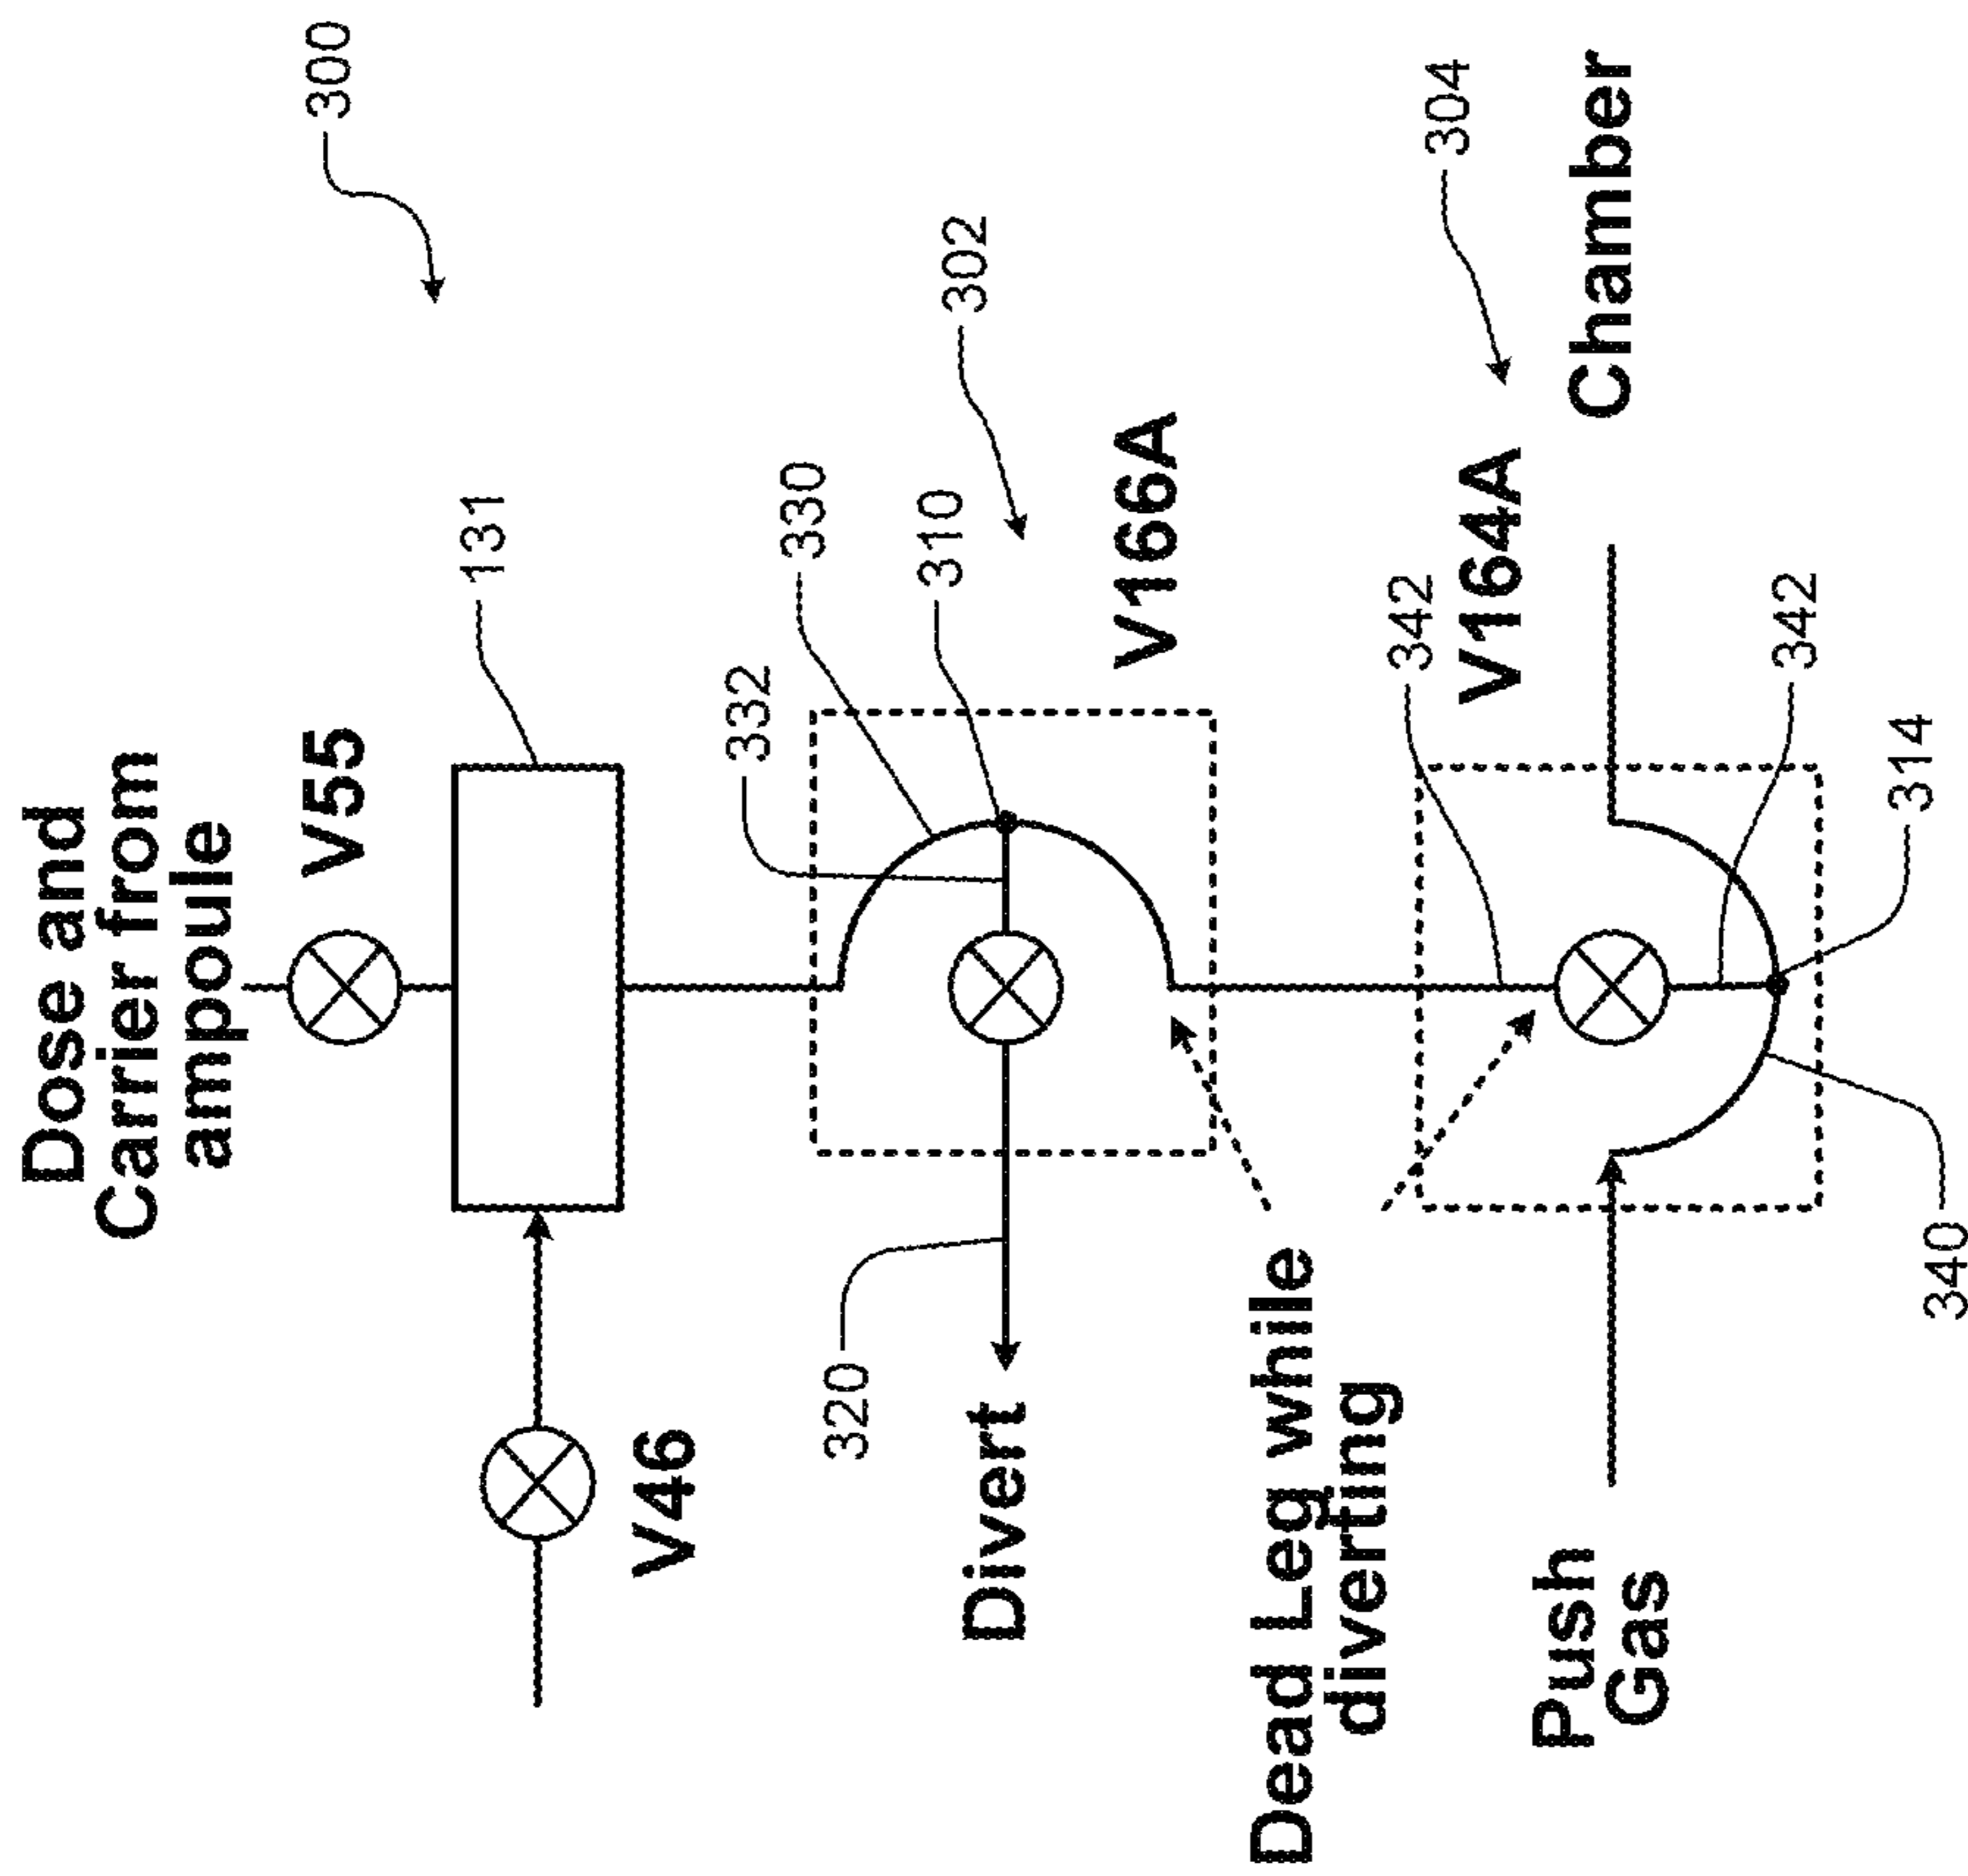 300
Dose and
Carrier from
ampoule
V55
131
V46
332
330
310
302
V166A
320
Divert
Dead Leg while
diverting
304
Chamber
V164A
342
342
314
Push
Gas
340